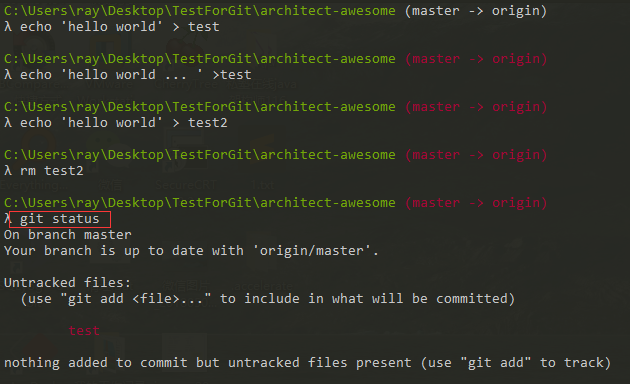 C:\Users\ray\Desktop\TestForGit\architect-awesome (master -> origin)
λ echo 'hello world' > test
C:\Users\ray\Desktop\TestForGit\architect-awesome (master -> origin)
λ echo 'hello world ... ' >test
C:\Users\ray\Desktop\TestForGit\architect-awesome (master -> origin)
λ echo 'hello world' > test2
C:\Users\ray\Desktop\TestForGit\architect-awesome (master -> origin)
λ rm test2
C:\Users\ray\Desktop\TestForGit\architect-awesome (master -> origin)
λ git status
On branch master
Your branch is up to date with 'origin/master'.
Untracked files:
(use "git add <file>..." to include in what will be committed)
test
nothing added to commit but untracked files present (use "git add" to track)